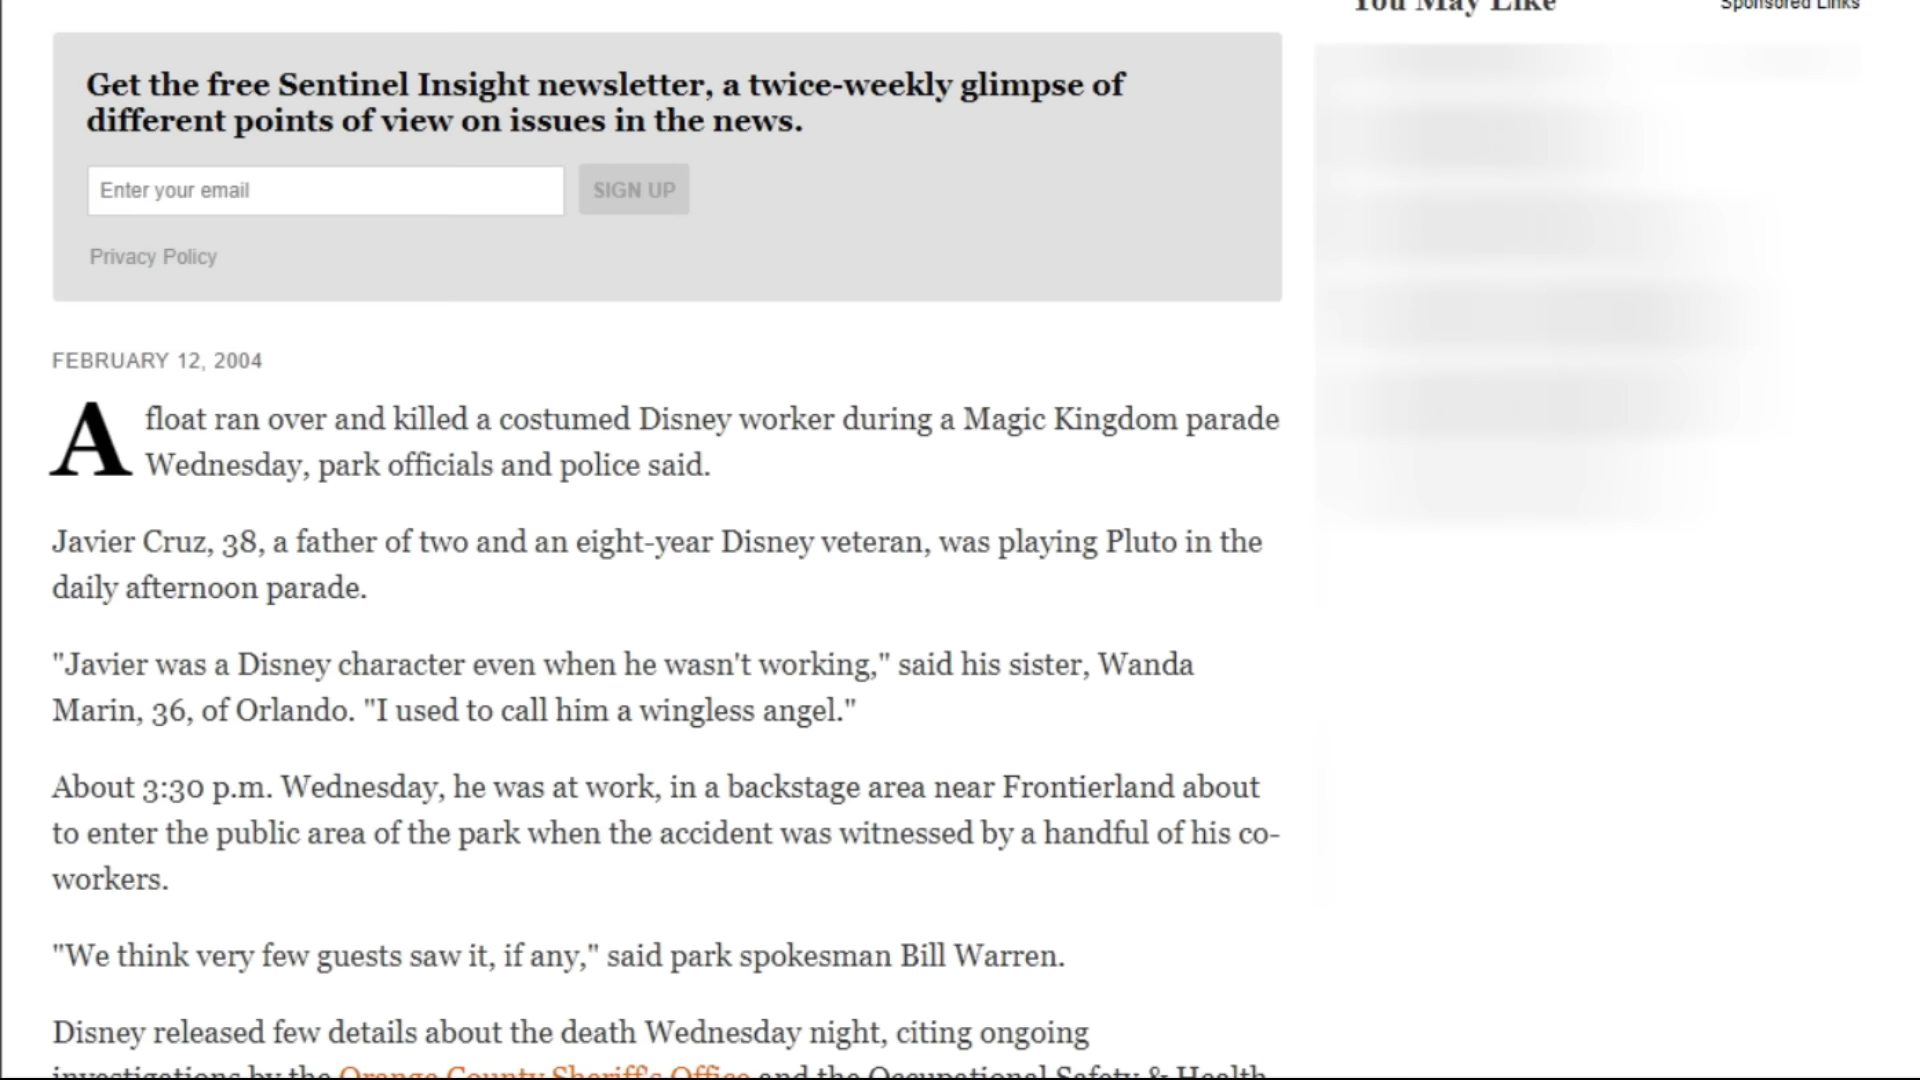 You May Like
Sponsored Links
Get the free Sentinel Insight newsletter, a twice-weekly glimpse of
different points of view on issues in the news.
Enter your email
SIGN UP
Privacy Policy
FEBRUARY 12, 2004
A float ran over and killed a costumed Disney worker during a Magic Kingdom parade
Wednesday, park officials and police said.
Javier Cruz, 38, a father of two and an eight-year Disney veteran, was playing Pluto in the
daily afternoon parade.
"Javier was a Disney character even when he wasn't working," said his sister, Wanda
Marin, 36, of Orlando. "I used to call him a wingless angel."
About 3:30 p.m. Wednesday, he was at work, in a backstage area near Frontierland about
to enter the public area of the park when the accident was witnessed by a handful of his co-
workers.
"We think very few guests saw it, if any," said park spokesman Bill Warren.
Disney released few details about the death Wednesday night, citing ongoing
investigations by the Orange County Sheriff's Office and the Occupational Safety & Health